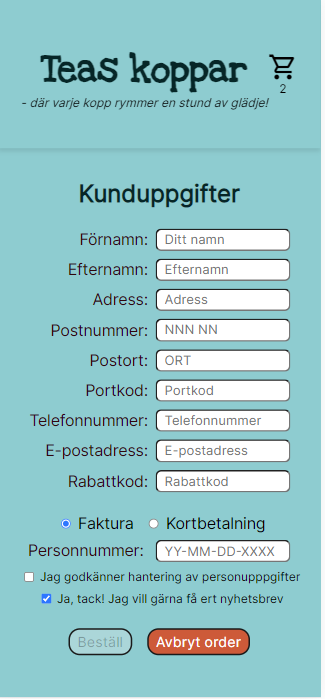 Teas koppar
2
- där varje kopp rymmer en stund av glädje!
Kunduppgifter
Förnamn: Ditt namn
Efternamn: Efternamn
Adress: Adress
Postnummer: NNN NN
Postort: ORT
Portkod: Portkod
Telefonnummer: Telefonnummer
E-postadress: E-postadress
Rabattkod: Rabattkod
Faktura Kortbetalning
Personnummer: YY-MM-DD-XXXX
Jag godkänner hantering av personupppgifter
Ja, tack! Jag vill gärna få ert nyhetsbrev
Beställ Avbryt order